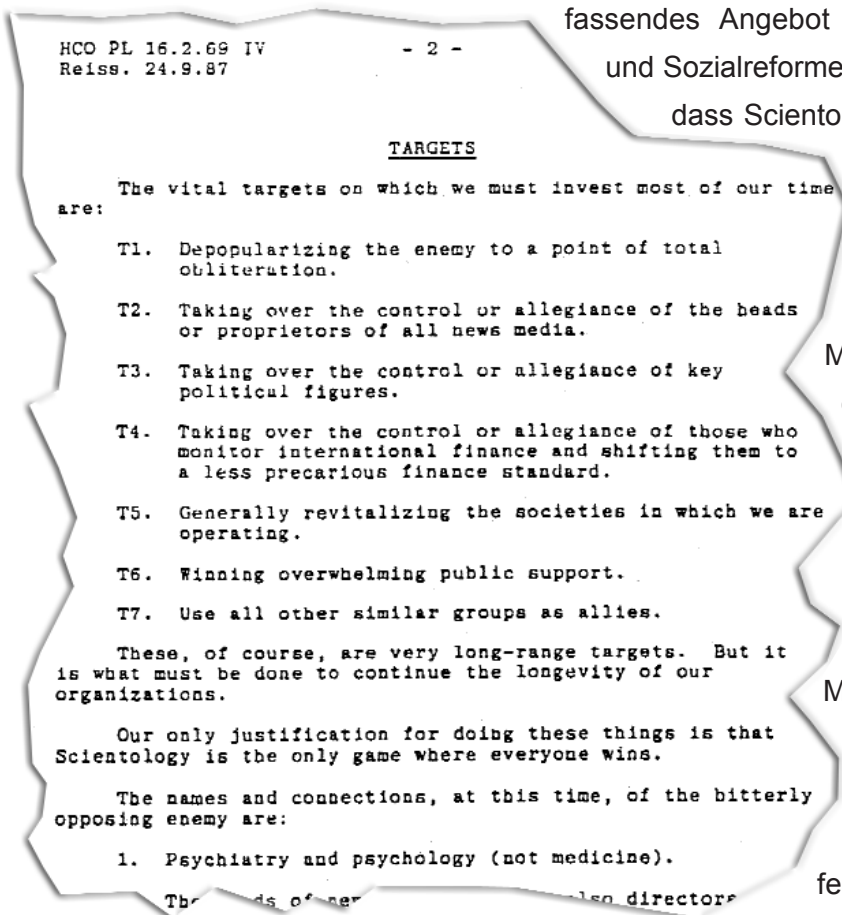 fassendes Angebot
und Sozialreforme
dass Sciento
HCO PL 16.2.69 IV - 2 -
Reiss. 24.9.87
TARGETS
The vital targets on which we must invest most of our time
are:
T1. Depopularizing the enemy to a point of total
obliteration.
T2. Taking over the control or allegiance of the heads
or proprietors of all news media.
T3. Taking over the control or allegiance of key
political figures.
T4. Taking over the control or allegiance of those who
monitor international finance and shifting them to
a less precarious finance standard.
T5. Generally revitalizing the societies in which we are
operating.
T6. Winning overwhelming public support.
T7. Use all other similar groups as allies.
These, of course, are very long-range targets. But it
is what must be done to continue the longevity of our
organizations.
Our only justification for doing these things is that
Scientology is the only game where everyone wins.
The names and connections, at this time, of the bitterly
opposing enemy are:
1. Psychiatry and psychology (not medicine).
of also directors
M
M
fe